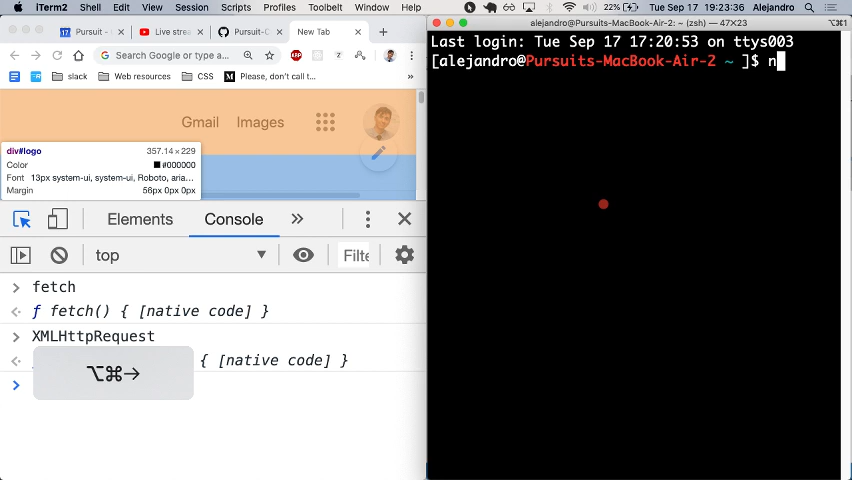 iTerm2 Shell Edit View Session Scripts Profiles Toolbelt Window Help 22% Tue Sep 17 19:23:36 Alejandro
Pursuit - Live stream Pursuit-C New Tab
Search Google or type a...
slack Web resources CSS Please, don't call t...
Gmail Images
div#logo 357.14 × 229
Color #000000
Font 13px system-ui, system-ui, Roboto, aria...
Margin 56px 0px 0px
Elements Console »
top Filte
> fetch
ƒ fetch() { [native code] }
> XMLHttpRequest
{ [native code] }
⌥⌘→
>
alejandro@Pursuits-MacBook-Air-2: ~ (zsh) — 47×23 ⌥⌘1
Last login: Tue Sep 17 17:20:53 on ttys003
[alejandro@Pursuits-MacBook-Air-2 ~ ]$ n